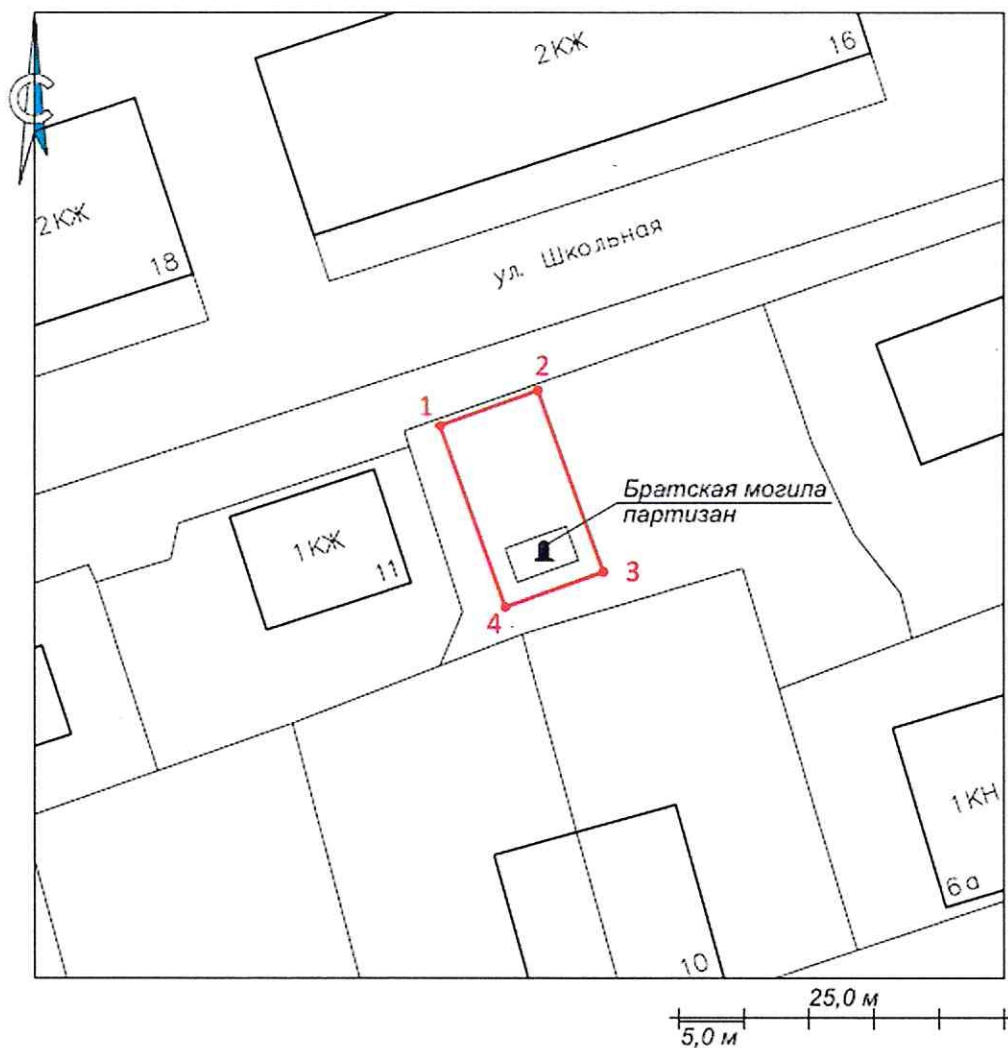 С
2КЖ
16
2КЖ
18
ул. Школьная
1
2
Братская могила
партизан
1КЖ
11
3
4
1КН
6а
10
25,0 м
5,0 м